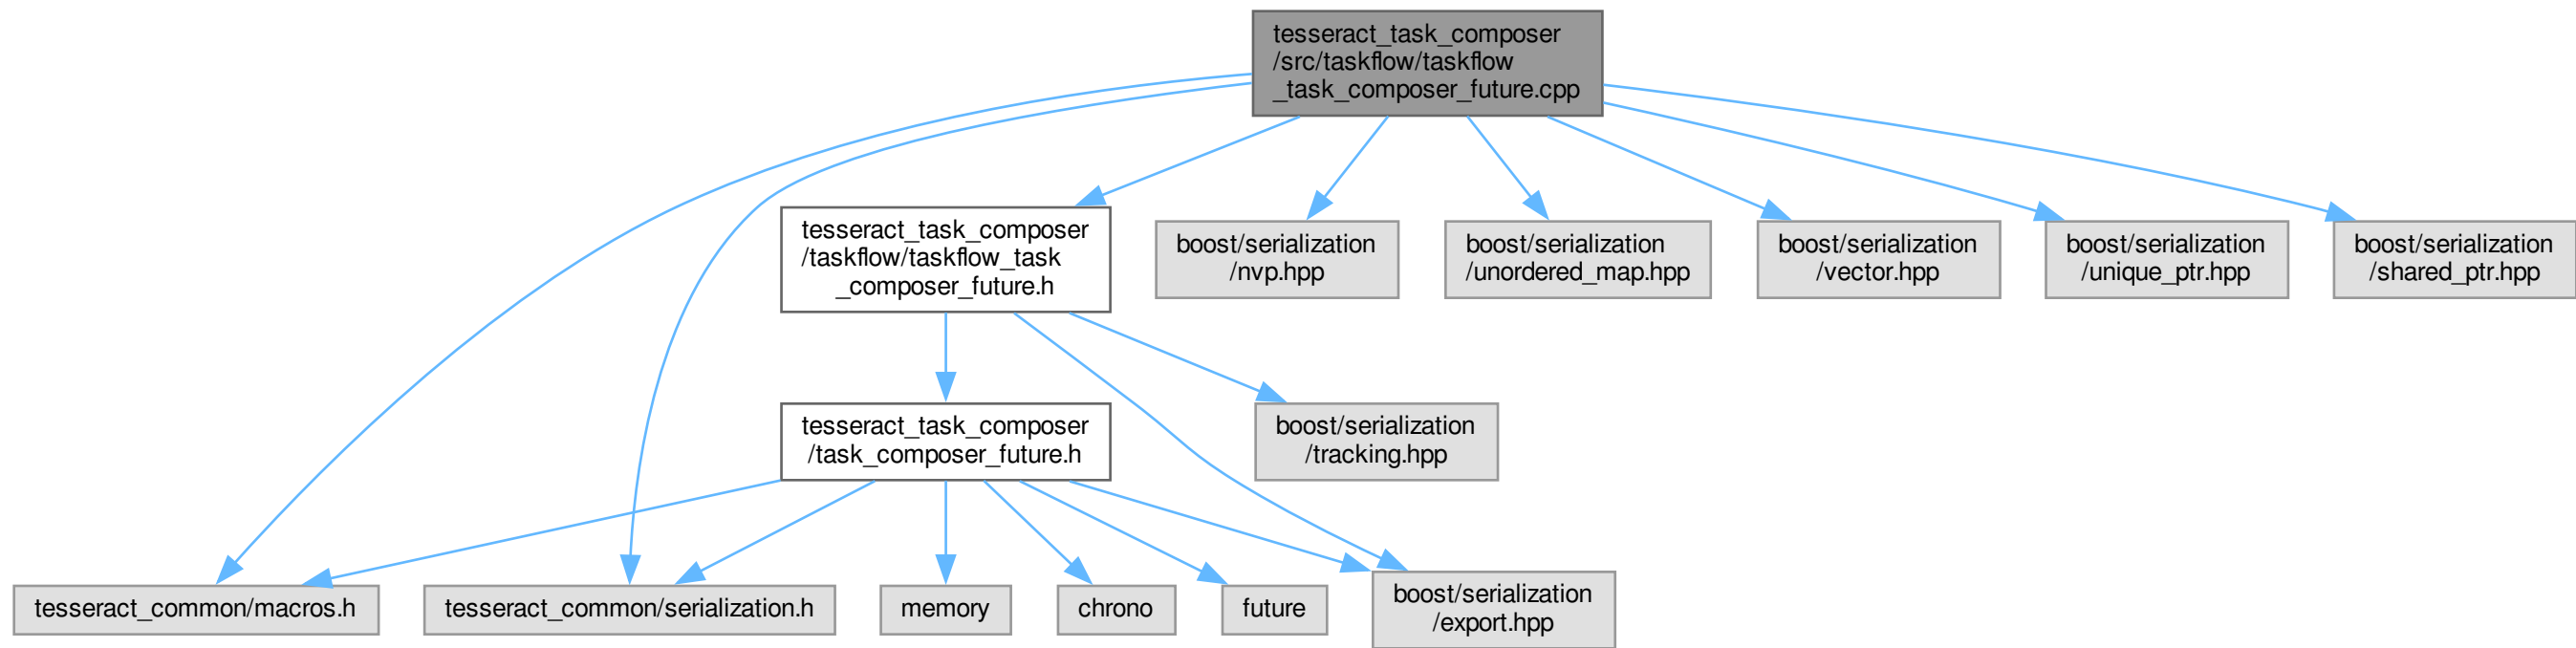 tesseract_task_composer
/src/taskflow/taskflow
_task_composer_future.cpp
tesseract_task_composer
/taskflow/taskflow_task
_composer_future.h
boost/serialization
/nvp.hpp
boost/serialization
/unordered_map.hpp
boost/serialization
/vector.hpp
boost/serialization
/unique_ptr.hpp
boost/serialization
/shared_ptr.hpp
tesseract_task_composer
/task_composer_future.h
boost/serialization
/tracking.hpp
tesseract_common/macros.h
tesseract_common/serialization.h
memory
chrono
future
boost/serialization
/export.hpp